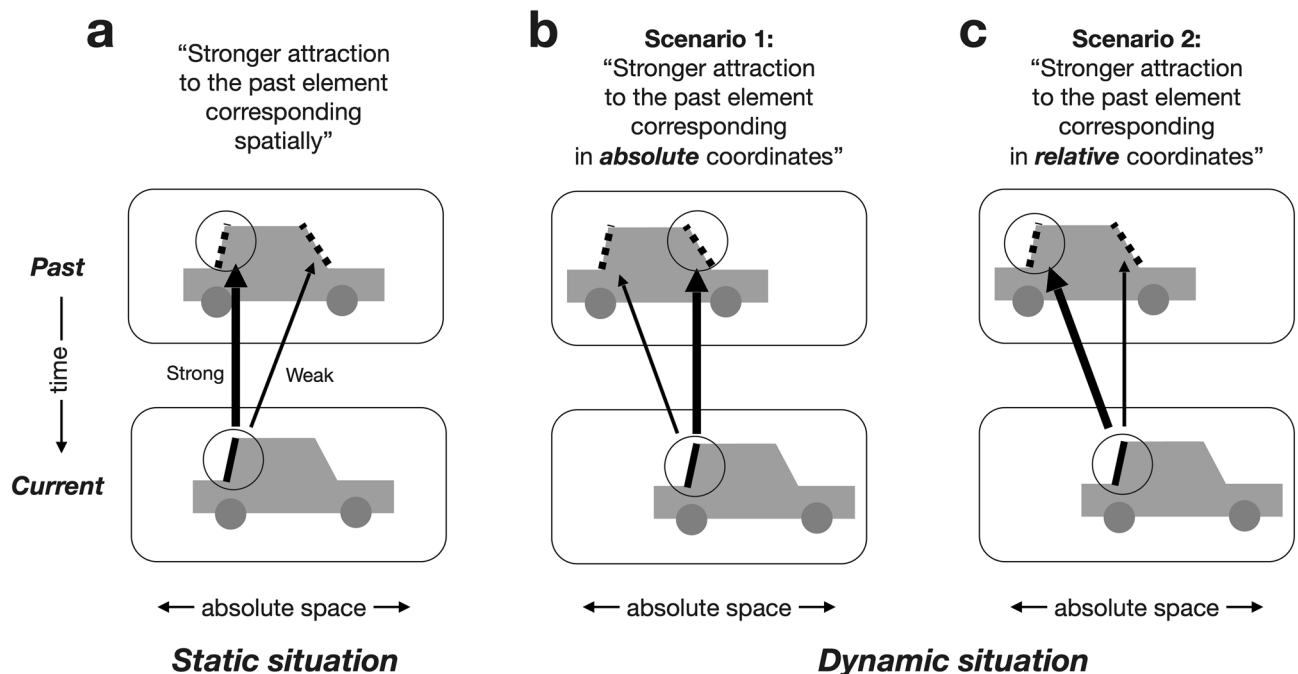 a
“Stronger attraction
to the past element
corresponding
spatially”
b
Scenario 1:
“Stronger attraction
to the past element
corresponding
in absolute coordinates”
c
Scenario 2:
“Stronger attraction
to the past element
corresponding
in relative coordinates”
Past
time
Current
Strong
Weak
absolute space
absolute space
absolute space
Static situation
Dynamic situation